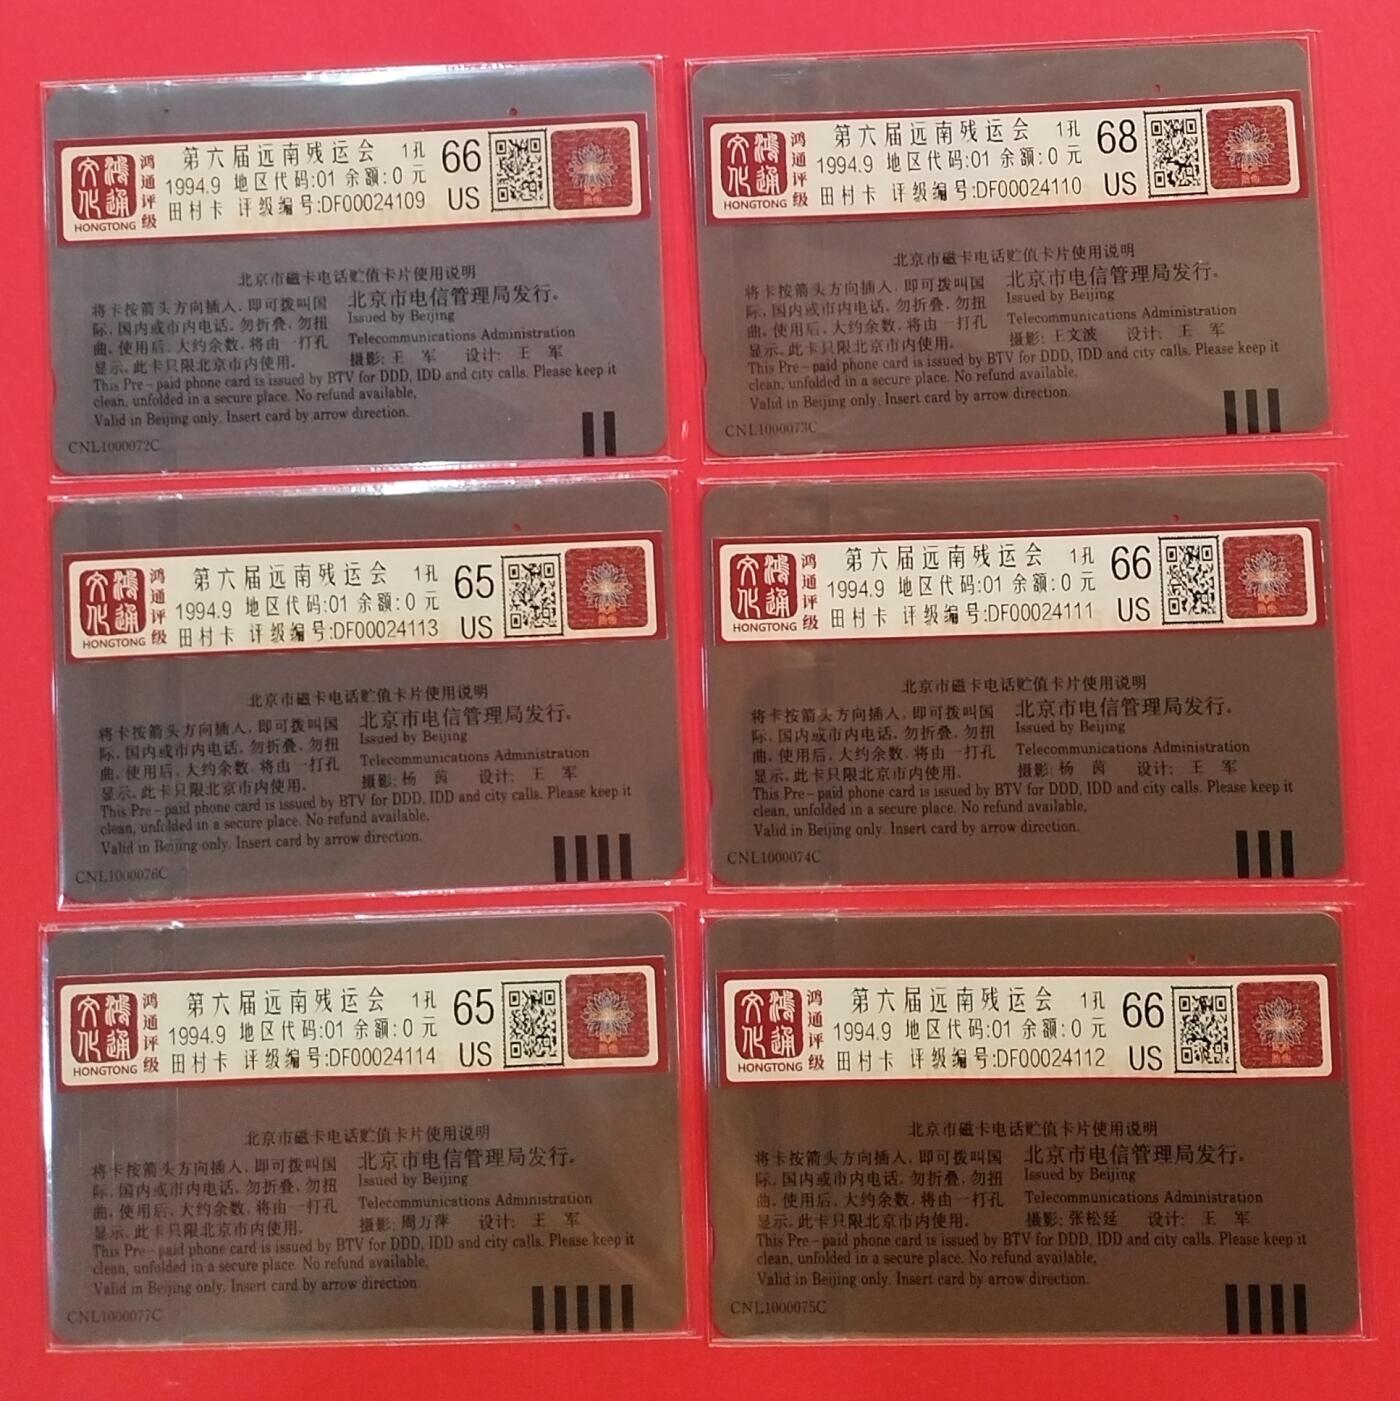 鸿通文化
HONGTONG
鸿通评级
第六届远南残运会 1孔
1994.9 地区代码:01 余额:0 元
田村卡 评级编号:DF00024109
66
US
北京市磁卡电话贮值卡片使用说明
将卡按箭头方向插入,即可拨叫国
际,国内或市内电话。勿折叠,勿扭
曲。使用后,大约余数,将由一打孔
显示。此卡只限北京市内使用。
北京市电信管理局发行。
Issued by Beijing
Telecommunications Administration
摄影:王 军 设计: 王 军
This Pre-paid phone card is issued by BTV for DDD, IDD and city calls. Please keep it
clean, unfolded in a secure place. No refund available,
Valid in Beijing only. Insert card by arrow direction.
CNL1000072C
鸿通文化
HONGTONG
鸿通评级
第六届远南残运会 1孔
1994.9 地区代码:01 余额:0 元
田村卡 评级编号:DF00024110
68
US
北京市磁卡电话贮值卡片使用说明
将卡按箭头方向插入,即可拨叫国
际,国内或市内电话。勿折叠,勿扭
曲。使用后,大约余数,将由一打孔
显示。此卡只限北京市内使用。
北京市电信管理局发行。
Issued by Beijing
Telecommunications Administration
摄影:王文波 设计: 王 军
This Pre-paid phone card is issued by BTV for DDD, IDD and city calls. Please keep it
clean, unfolded in a secure place. No refund available,
Valid in Beijing only. Insert card by arrow direction.
CNL1000073C
鸿通文化
HONGTONG
鸿通评级
第六届远南残运会 1孔
1994.9 地区代码:01 余额:0 元
田村卡 评级编号:DF00024113
65
US
北京市磁卡电话贮值卡片使用说明
将卡按箭头方向插入,即可拨叫国
际,国内或市内电话。勿折叠,勿扭
曲。使用后,大约余数,将由一打孔
显示。此卡只限北京市内使用。
北京市电信管理局发行。
Issued by Beijing
Telecommunications Administration
摄影:杨 茵 设计: 王 军
This Pre-paid phone card is issued by BTV for DDD, IDD and city calls. Please keep it
clean, unfolded in a secure place. No refund available,
Valid in Beijing only. Insert card by arrow direction.
CNL1000076C
鸿通文化
HONGTONG
鸿通评级
第六届远南残运会 1孔
1994.9 地区代码:01 余额:0 元
田村卡 评级编号:DF00024111
66
US
北京市磁卡电话贮值卡片使用说明
将卡按箭头方向插入,即可拨叫国
际,国内或市内电话。勿折叠,勿扭
曲。使用后,大约余数,将由一打孔
显示。此卡只限北京市内使用。
北京市电信管理局发行。
Issued by Beijing
Telecommunications Administration
摄影:杨 茵 设计: 王 军
This Pre-paid phone card is issued by BTV for DDD, IDD and city calls. Please keep it
clean, unfolded in a secure place. No refund available,
Valid in Beijing only. Insert card by arrow direction.
CNL1000074C
鸿通文化
HONGTONG
鸿通评级
第六届远南残运会 1孔
1994.9 地区代码:01 余额:0 元
田村卡 评级编号:DF00024114
65
US
北京市磁卡电话贮值卡片使用说明
将卡按箭头方向插入,即可拨叫国
际,国内或市内电话。勿折叠,勿扭
曲。使用后,大约余数,将由一打孔
显示。此卡只限北京市内使用。
北京市电信管理局发行。
Issued by Beijing
Telecommunications Administration
摄影:周万萍 设计: 王 军
This Pre-paid phone card is issued by BTV for DDD, IDD and city calls. Please keep it
clean, unfolded in a secure place. No refund available,
Valid in Beijing only. Insert card by arrow direction.
CNL1000077C
鸿通文化
HONGTONG
鸿通评级
第六届远南残运会 1孔
1994.9 地区代码:01 余额:0 元
田村卡 评级编号:DF00024112
66
US
北京市磁卡电话贮值卡片使用说明
将卡按箭头方向插入,即可拨叫国
际,国内或市内电话。勿折叠,勿扭
曲。使用后,大约余数,将由一打孔
显示。此卡只限北京市内使用。
北京市电信管理局发行。
Issued by Beijing
Telecommunications Administration
摄影:张松延 设计: 王 军
This Pre-paid phone card is issued by BTV for DDD, IDD and city calls. Please keep it
clean, unfolded in a secure place. No refund available,
Valid in Beijing only. Insert card by arrow direction.
CNL1000075C